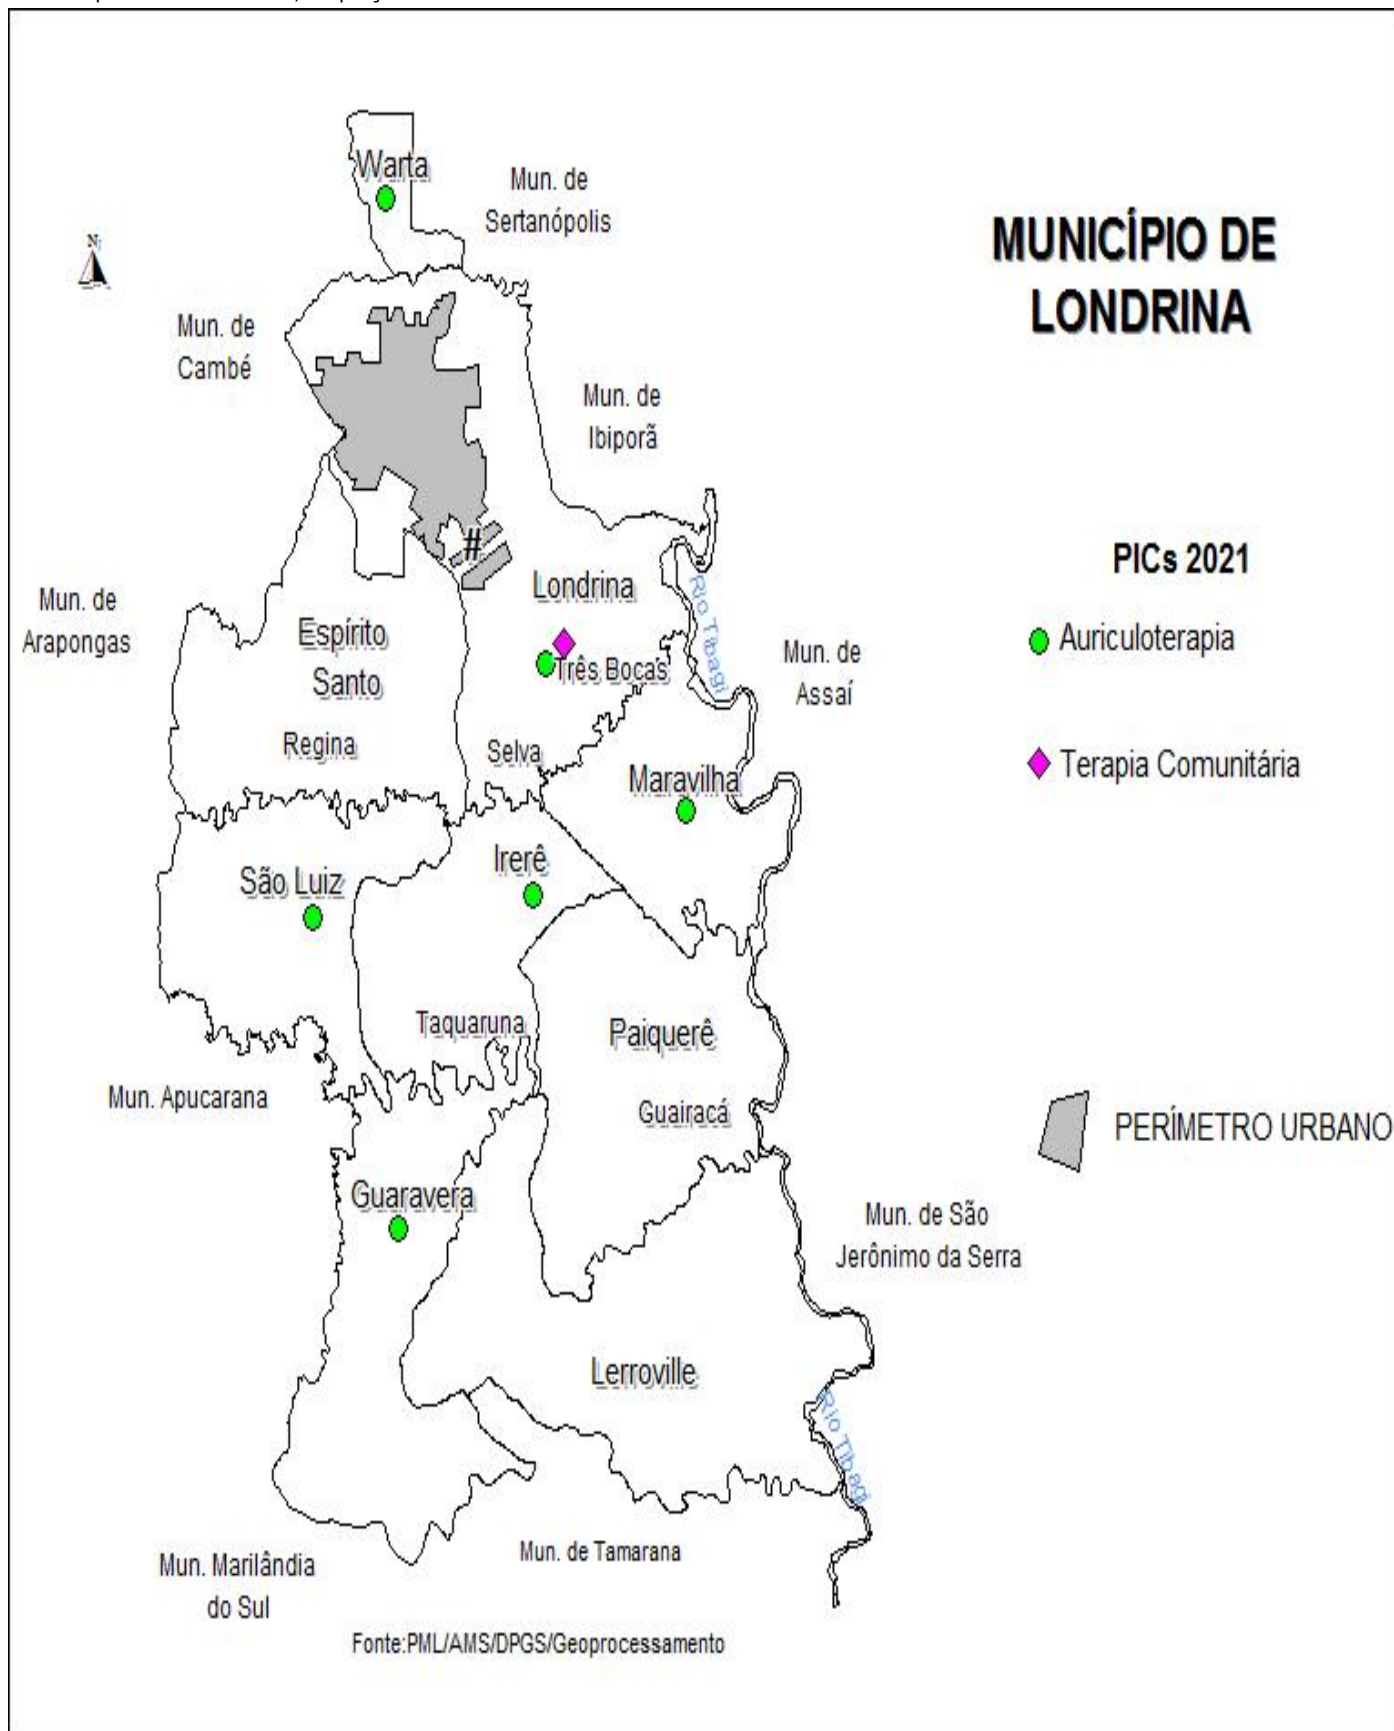 Warta
Mun. de
Sertanópolis
MUNICÍPIO DE
LONDRINA
N
Mun. de
Cambé
Mun. de
Ibiporã
#
PICs 2021
Londrina
Rio Tibagi
Mun. de
Arapongas
Espírito
Santo
Auriculoterapia
Três Bocas
Mun. de
Assaí
Regina
Selva
Maravilha
Terapia Comunitária
Irerê
São Luiz
Taquaruna
Paiquerê
Mun. Apucarana
Guairacá
PERÍMETRO URBANO
Guaravera
Mun. de São
Jerônimo da Serra
Lerroville
Rio Tibagi
Mun. Marilândia
do Sul
Mun. de Tamarana
Fonte:PML/AMS/DPGS/Geoprocessamento